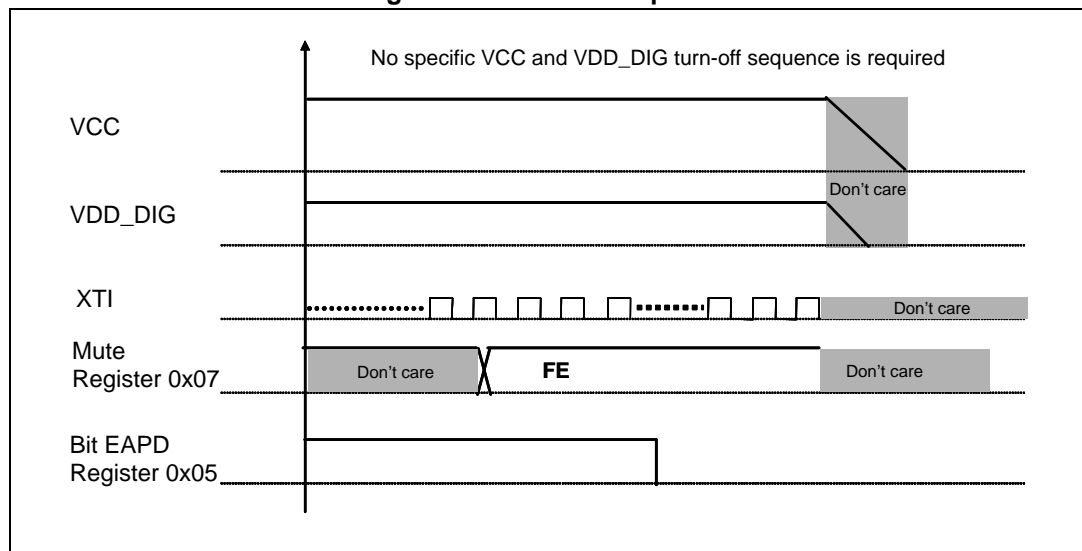 No specific VCC and VDD_DIG turn-off sequence is required
VCC
Don't care
VDD_DIG
XTI
Don't care
Mute
Register 0x07
Don't care
FE
Don't care
Bit EAPD
Register 0x05